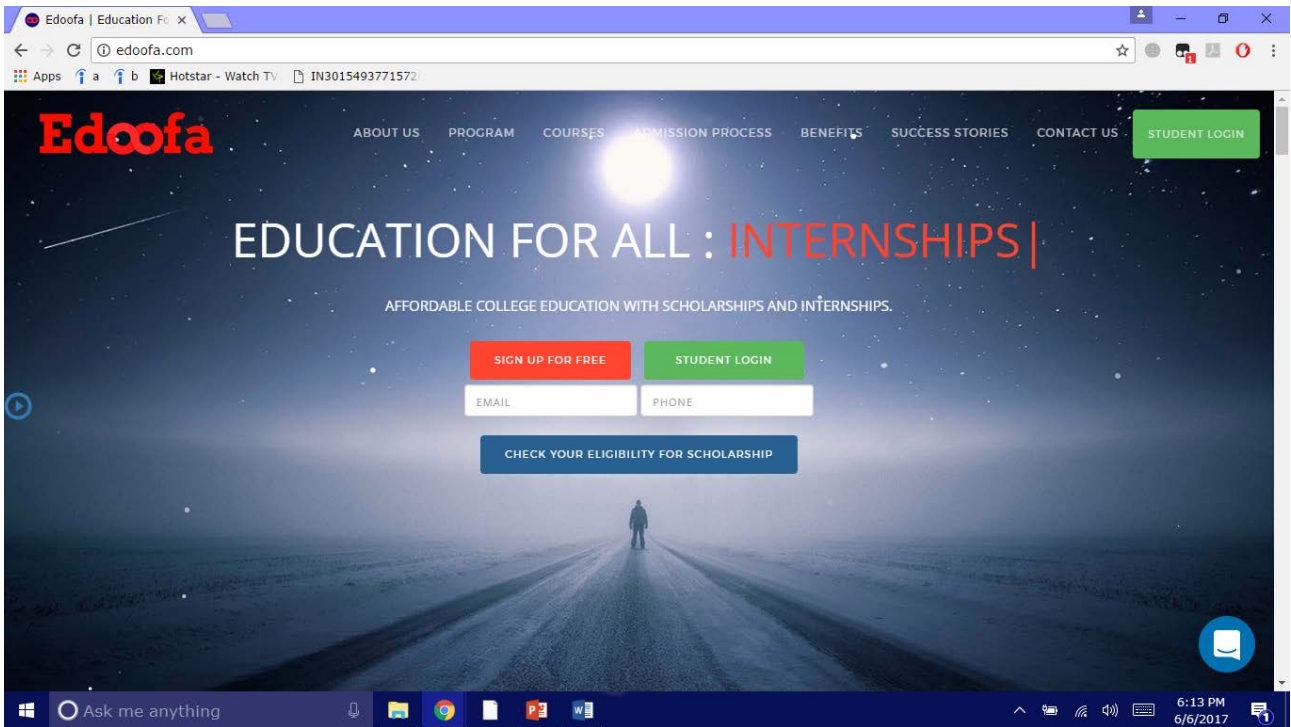 Edoofa | Education Fo
edoofa.com
Apps a b Hotstar - Watch TV IN3015493771572
Edoofa
ABOUT US PROGRAM COURSES ADMISSION PROCESS BENEFITS SUCCESS STORIES CONTACT US STUDENT LOGIN
EDUCATION FOR ALL : INTERNSHIPS|
AFFORDABLE COLLEGE EDUCATION WITH SCHOLARSHIPS AND INTERNSHIPS.
SIGN UP FOR FREE STUDENT LOGIN
EMAIL PHONE
CHECK YOUR ELIGIBILITY FOR SCHOLARSHIP
Ask me anything
6:13 PM
6/6/2017